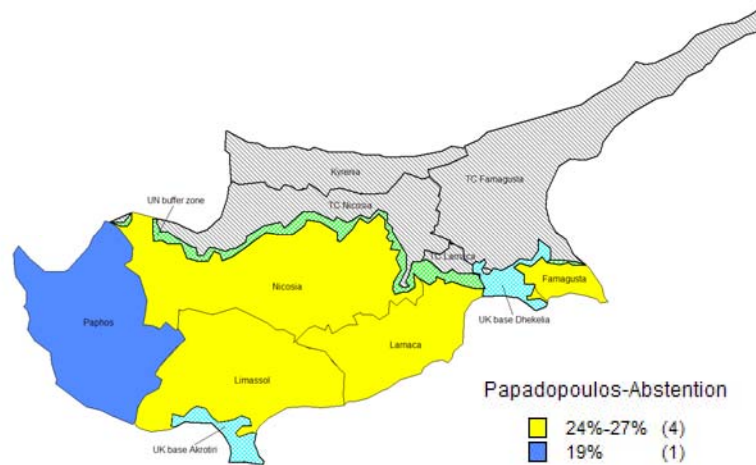 Kyrenia
TC Famagusta
UN buffer zone
TC Nicosia
TC Larnaca
Famagusta
Nicosia
UK base Dhekelia
Paphos
Larnaca
Limassol
UK base Akrotiri
Papadopoulos-Abstention
24%-27% (4)
19% (1)